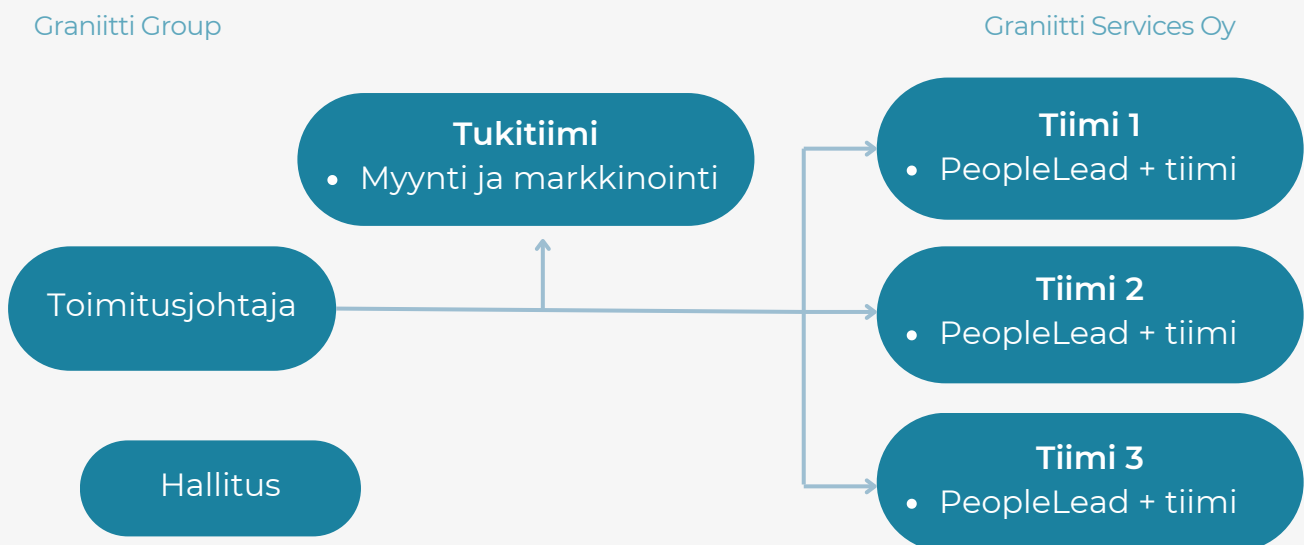 Graniitti Group
Graniitti Services Oy
Tukitiimi
• Myynti ja markkinointi
Toimitusjohtaja
Hallitus
Tiimi 1
• PeopleLead + tiimi
Tiimi 2
• PeopleLead + tiimi
Tiimi 3
• PeopleLead + tiimi